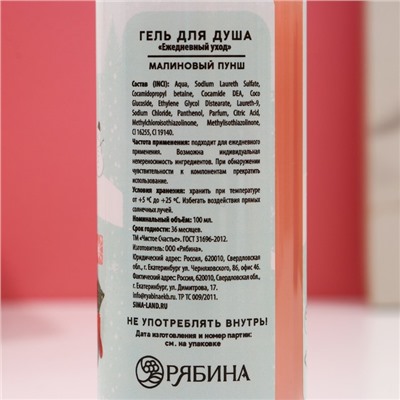 ГЕЛЬ ДЛЯ ДУША
«Ежедневный уход»
МАЛИНОВЫЙ ПУНШ
Состав (INCI): Aqua, Sodium Laureth Sulfate,
Cocamidopropyl betaine, Cocamide DEA, Coco
Glucoside, Ethylene Glycol Distearate, Laureth-9,
Sodium Chloride, Panthenol, Parfum, Citric Acid,
Methylchloroisothiazolinone, Methylisothiazolinone,
CI 16255, CI 19140.
Частота применения: подходит для ежедневного
применения. Возможна индивидуальная
непереносимость ингредиентов. При обнаружении
чувствительности к компонентам прекратить
использование.
Условия хранения: хранить при температуре
от +5 °С до +25 °С. Избегать воздействия прямых
солнечных лучей.
Номинальный объём: 100 мл.
Срок годности: 36 месяцев.
ТМ «Чистое Счастье». ГОСТ 31696-2012.
Изготовитель: ООО «Рябина».
Юридический адрес: Россия, 620010, Свердловская
обл., г. Екатеринбург ул. Черняховского, 86, офис 46.
Фактический адрес: Россия, 620010, Свердловская
обл., г. Екатеринбург, ул. Димитрова, 17.
Info@ryabinaekb.ru. ТР ТС 009/2011.
SIMA-LAND.RU
НЕ УПОТРЕБЛЯТЬ ВНУТРЬ!
Дата изготовления и номер партии:
см. на упаковке
РЯБИНА